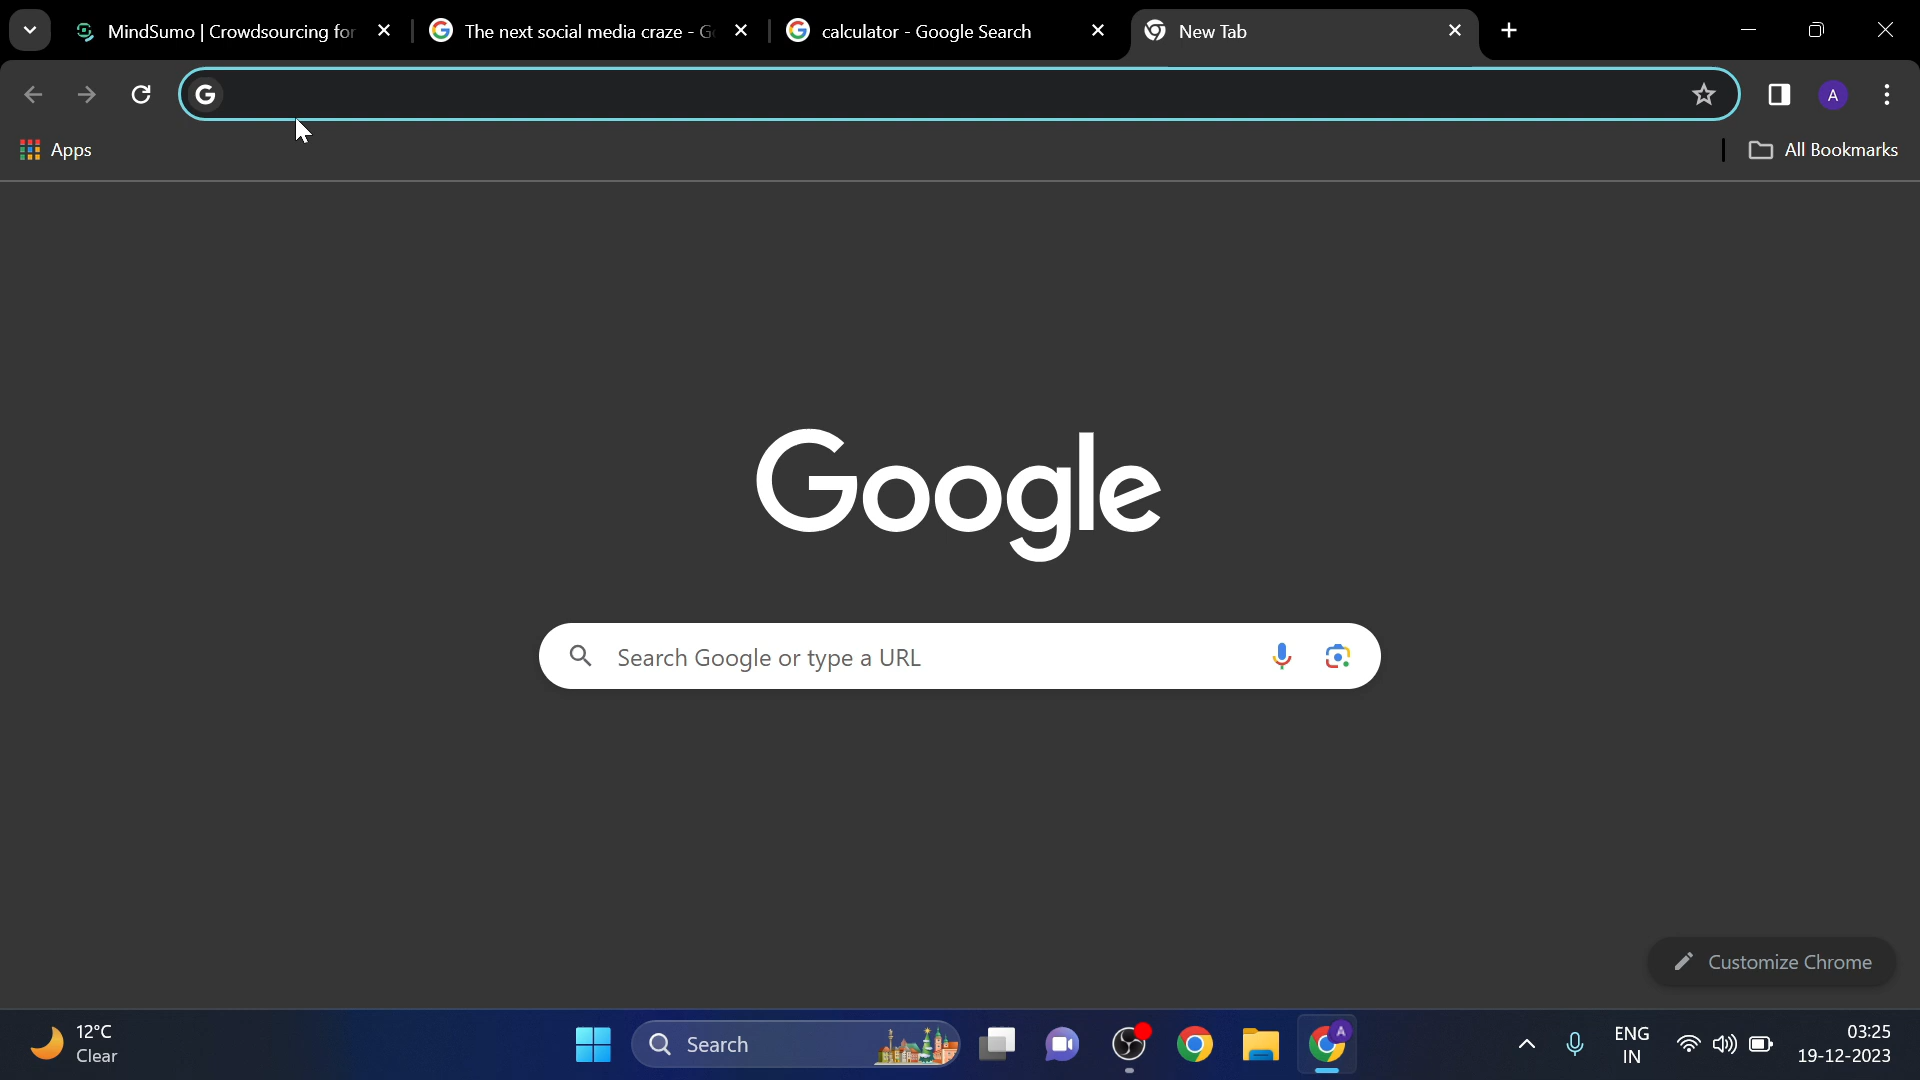 MindSumo | Crowdsourcing for
The next social media craze - G
calculator - Google Search
New Tab
A
Apps
All Bookmarks
Google
Search Google or type a URL
Customize Chrome
12°C
Clear
Search
A
ENG
IN
03:25
19-12-2023